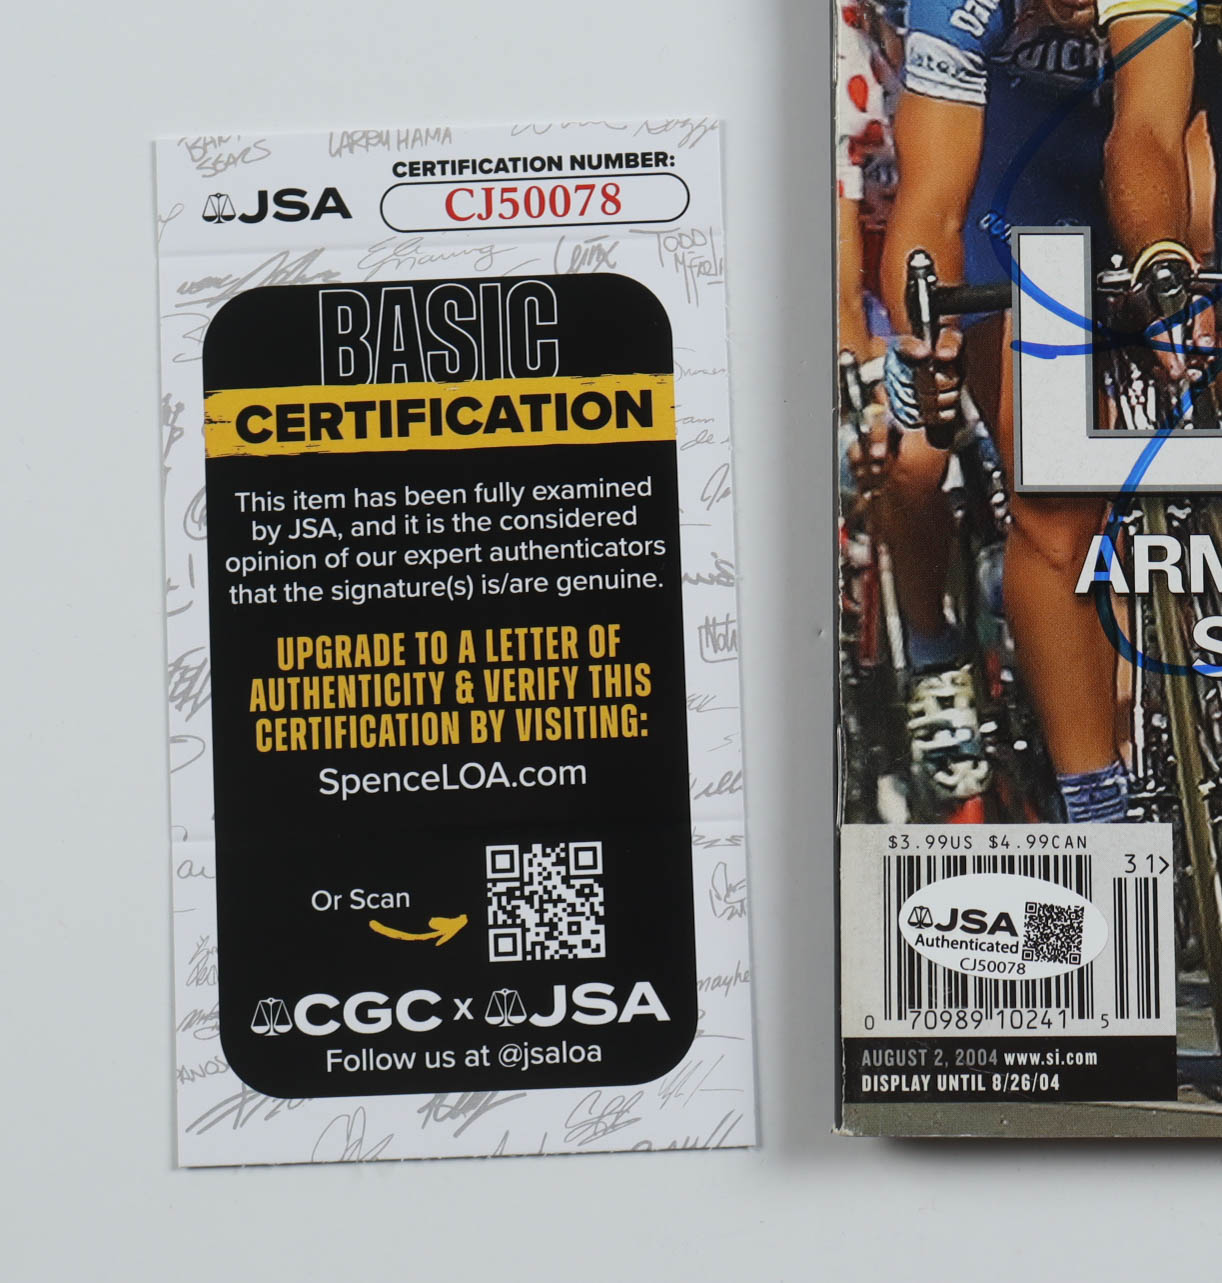 LARRY HAMA
CERTIFICATION NUMBER:
JSA
CJ50078
BASIC
CERTIFICATION
This item has been fully examined
by JSA, and it is the considered
opinion of our expert authenticators
that the signature(s) is/are genuine.
UPGRADE TO A LETTER OF
AUTHENTICITY & VERIFY THIS
CERTIFICATION BY VISITING:
SpenceLOA.com
Or Scan
CGC x JSA
Follow us at @jsaloa
L
ARM
S
$3.99US $4.99CAN
31>
JSA
Authenticated
CJ50078
0 70989 10241 5
AUGUST 2, 2004 www.si.com
DISPLAY UNTIL 8/26/04